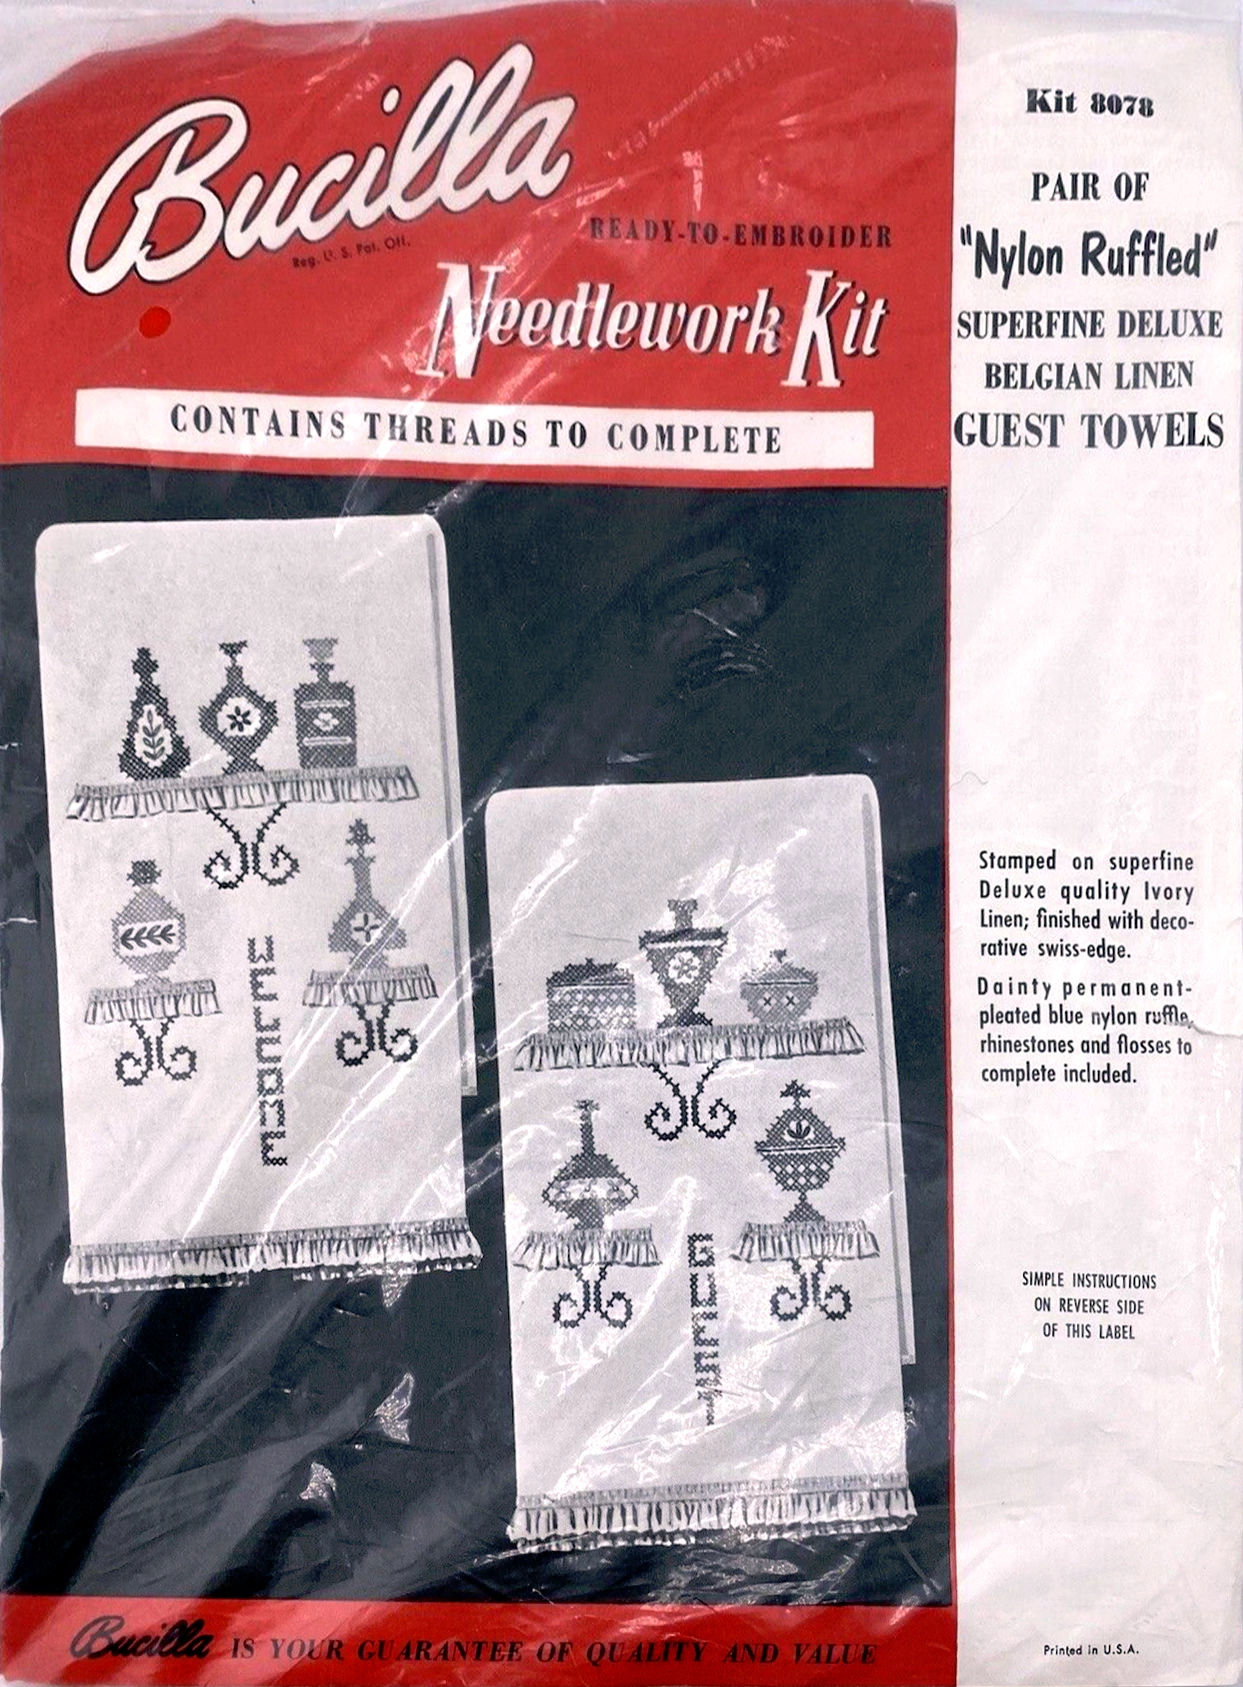 Bucilla
Reg. U. S. Pat. Off.
READY-TO-EMBROIDER
Needlework Kit
CONTAINS THREADS TO COMPLETE
Kit 8078
PAIR OF
"Nylon Ruffled"
SUPERFINE DELUXE
BELGIAN LINEN
GUEST TOWELS
WELCOME
GUEST
Stamped on superfine
Deluxe quality Ivory
Linen; finished with deco-
rative swiss-edge.
Dainty permanent-
pleated blue nylon ruffle,
rhinestones and flosses to
complete included.
SIMPLE INSTRUCTIONS
ON REVERSE SIDE
OF THIS LABEL
Bucilla IS YOUR GUARANTEE OF QUALITY AND VALUE
Printed in U.S.A.